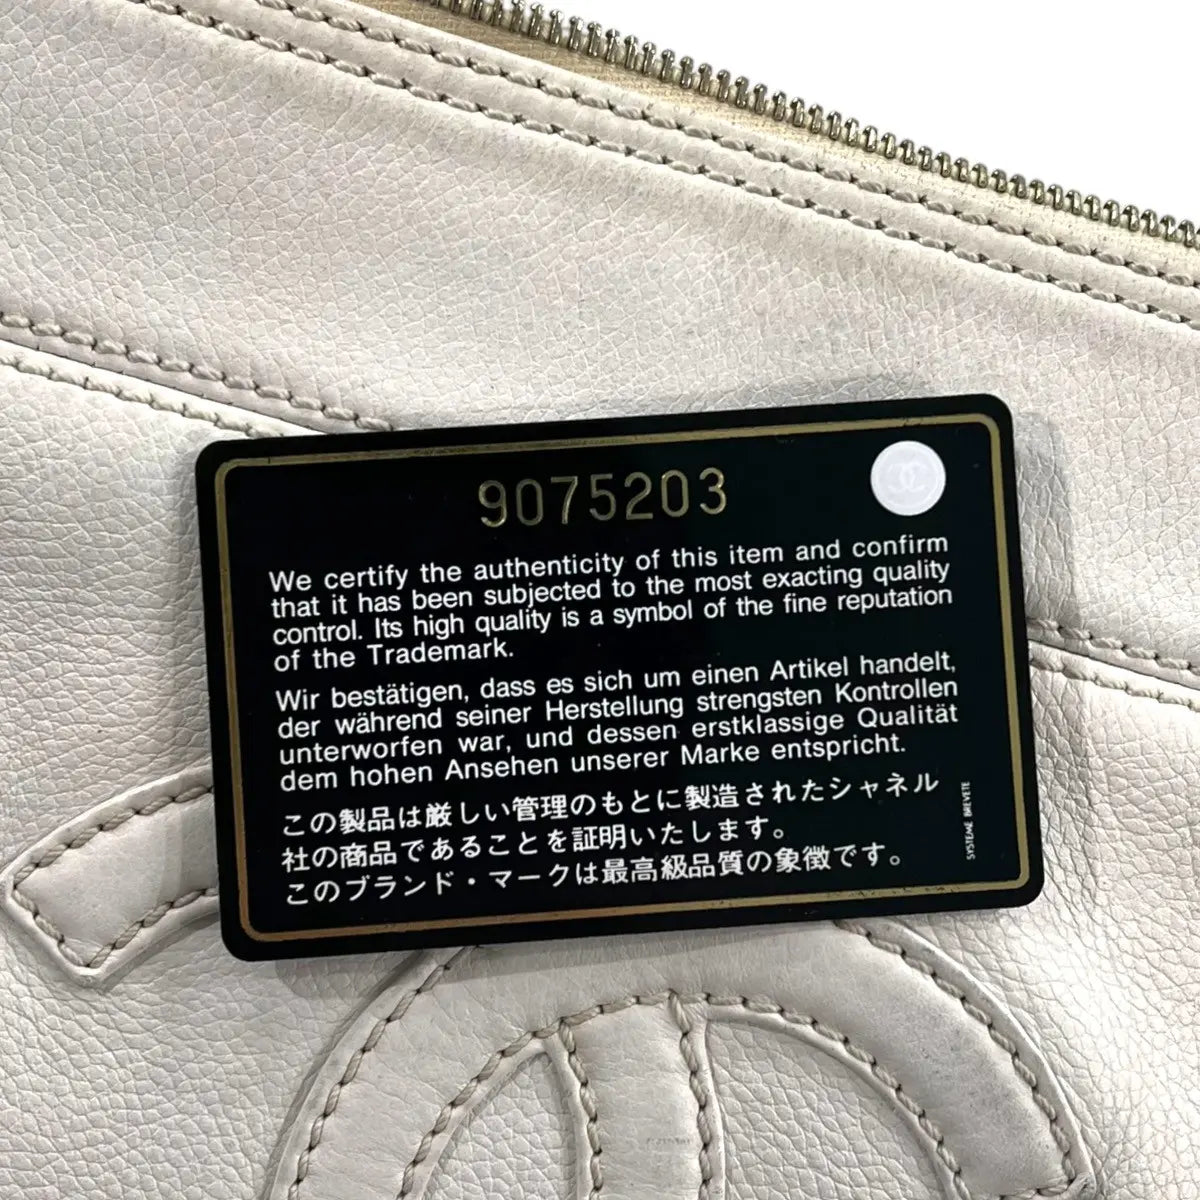 9075203
We certify the authenticity of this item and confirm
that it has been subjected to the most exacting quality
control. Its high quality is a symbol of the fine reputation
of the Trademark.
Wir bestätigen, dass es sich um einen Artikel handelt,
der während seiner Herstellung strengsten Kontrollen
unterworfen war, und dessen erstklassige Qualität
dem hohen Ansehen unserer Marke entspricht.
この製品は厳しい管理のもとに製造されたシャネル
社の商品であることを証明いたします。
このブランド・マークは最高級品質の象徴です。
SYSTEME BREVETE